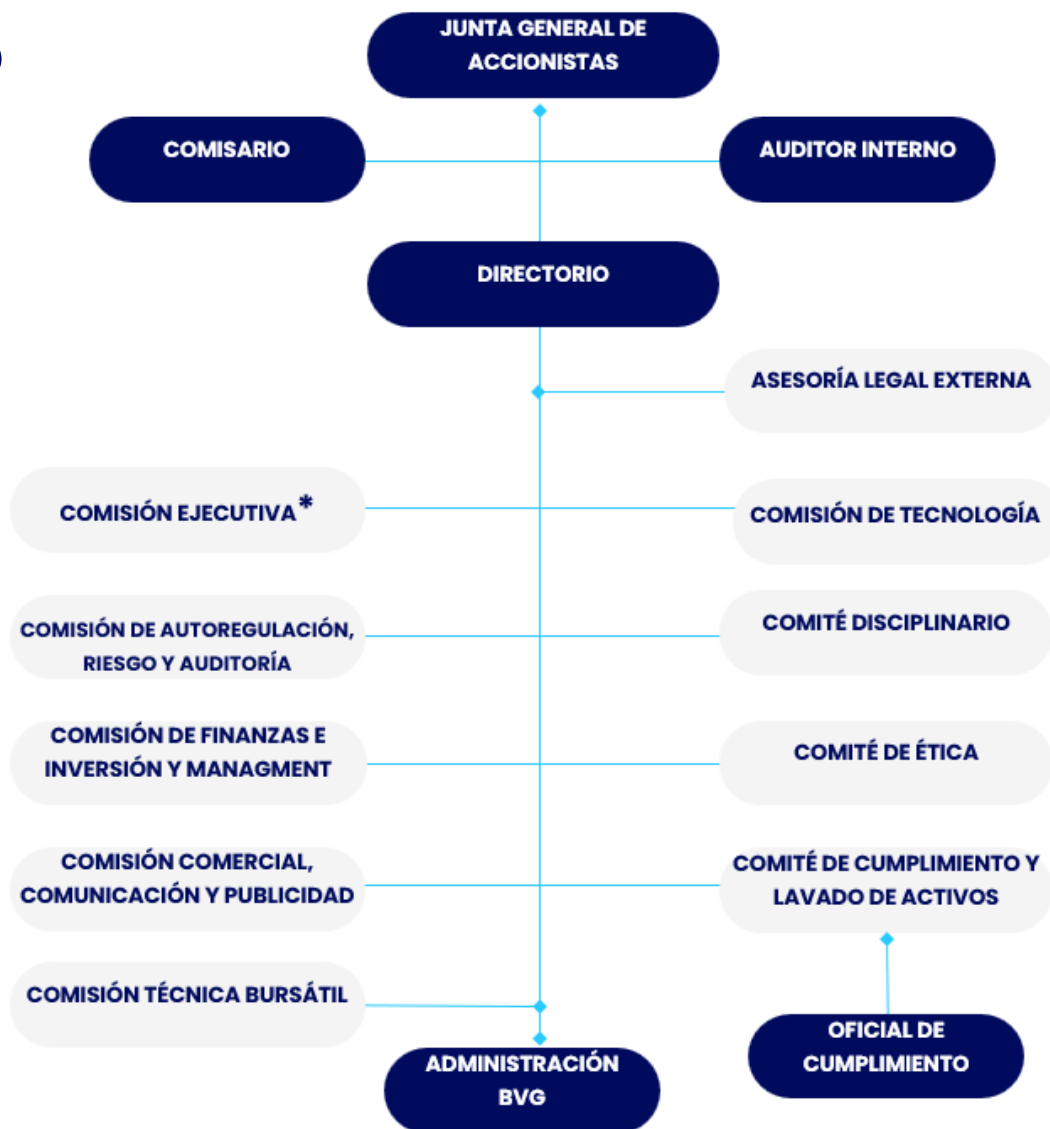 JUNTA GENERAL DE
ACCIONISTAS
COMISARIO
AUDITOR INTERNO
DIRECTORIO
ASESORÍA LEGAL EXTERNA
COMISIÓN EJECUTIVA*
COMISIÓN DE TECNOLOGÍA
COMISIÓN DE AUTOREGULACIÓN,
RIESGO Y AUDITORÍA
COMITÉ DISCIPLINARIO
COMISIÓN DE FINANZAS E
INVERSIÓN Y MANAGMENT
COMITÉ DE ÉTICA
COMISIÓN COMERCIAL,
COMUNICACIÓN Y PUBLICIDAD
COMITÉ DE CUMPLIMIENTO Y
LAVADO DE ACTIVOS
COMISIÓN TÉCNICA BURSÁTIL
OFICIAL DE
CUMPLIMIENTO
ADMINISTRACIÓN
BVG